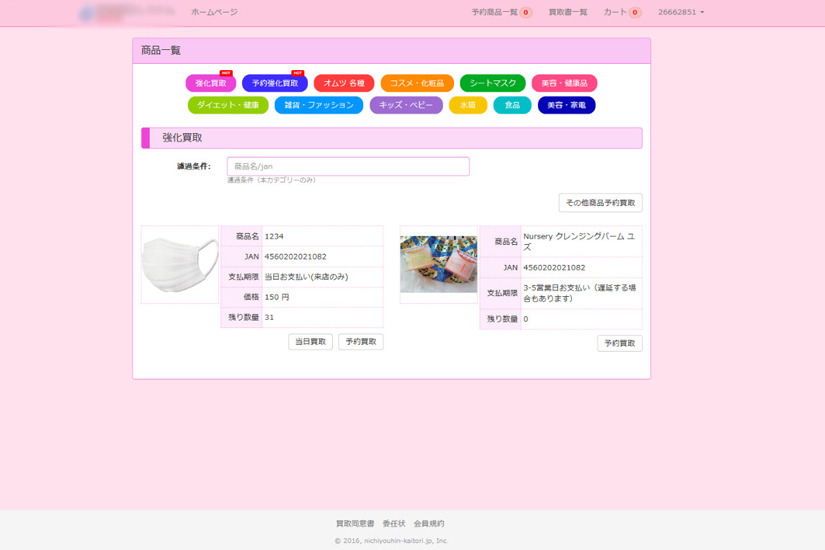 ホームページ 予約商品一覧 0 買取書一覧 カート 0 26662851
商品一覧
強化買取 HOT 予約強化買取 HOT オムツ 各種 コスメ・化粧品 シートマスク 美容・健康品
ダイエット・健康 雑貨・ファッション キッズ・ベビー 水着 食品 美容・家電
強化買取
濾過条件: 商品名/jan
濾過条件（本カテゴリーのみ）
その他商品予約買取
商品名 1234
JAN 4560202021082
支払期限 当日お支払い(来店のみ)
価格 150 円
残り数量 31
当日買取 予約買取
商品名 Nursery クレンジングバーム ユ
ズ
JAN 4560202021082
支払期限 3-5営業日お支払い（遅延する場
合もあります）
残り数量 0
予約買取
買取同意書 委任状 会員規約
© 2016, nichiyouhin-kaitori.jp, Inc.